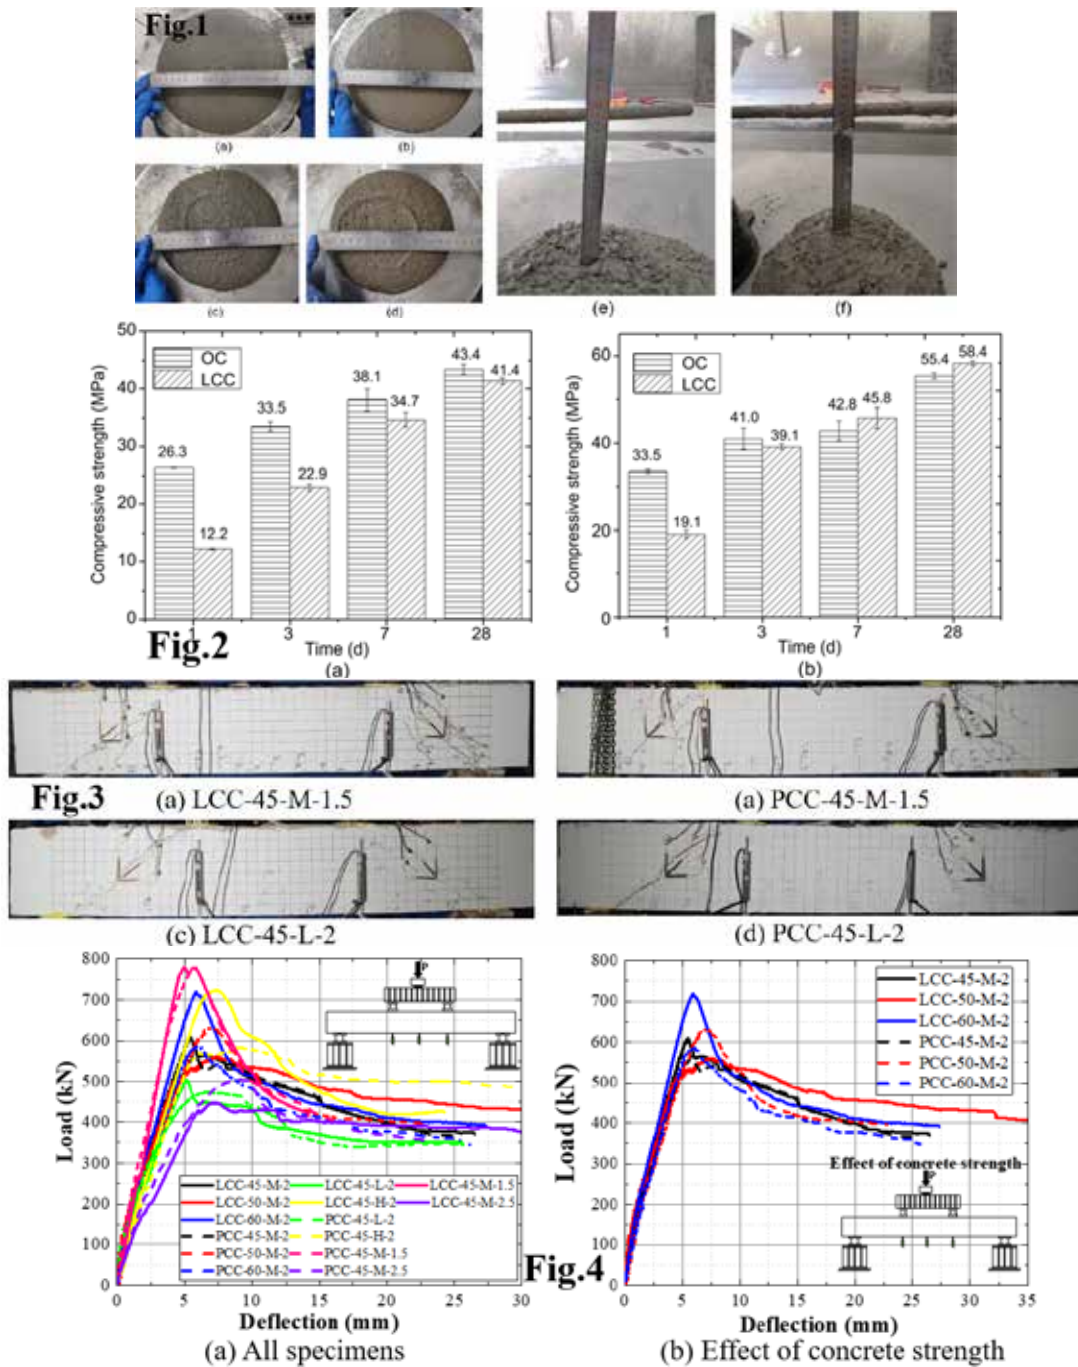 Fig.1
(a)
(b)
(c)
(d)
(e)
(f)
Compressive strength (MPa)
50
40
30
20
10
0
OC
LCC
26.3
12.2
33.5
22.9
38.1
34.7
43.4
41.4
1
3
7
28
Time (d)
(a)
Fig.2
Compressive strength (MPa)
60
40
20
0
OC
LCC
33.5
19.1
41.0
39.1
42.8
45.8
55.4
58.4
1
3
7
28
Time (d)
(b)
Fig.3
(a) LCC-45-M-1.5
(a) PCC-45-M-1.5
(c) LCC-45-L-2
(d) PCC-45-L-2
Load (kN)
800
700
600
500
400
300
200
100
0
P
LCC-45-M-2
LCC-50-M-2
LCC-60-M-2
PCC-45-M-2
PCC-50-M-2
PCC-60-M-2
LCC-45-L-2
LCC-45-H-2
PCC-45-L-2
PCC-45-H-2
PCC-45-M-1.5
PCC-45-M-2.5
LCC-45-M-1.5
LCC-45-M-2.5
0
5
10
15
20
25
30
Deflection (mm)
(a) All specimens
Fig.4
Load (kN)
800
700
600
500
400
300
200
100
0
LCC-45-M-2
LCC-50-M-2
LCC-60-M-2
PCC-45-M-2
PCC-50-M-2
PCC-60-M-2
Effect of concrete strength
P
0
5
10
15
20
25
30
35
Deflection (mm)
(b) Effect of concrete strength